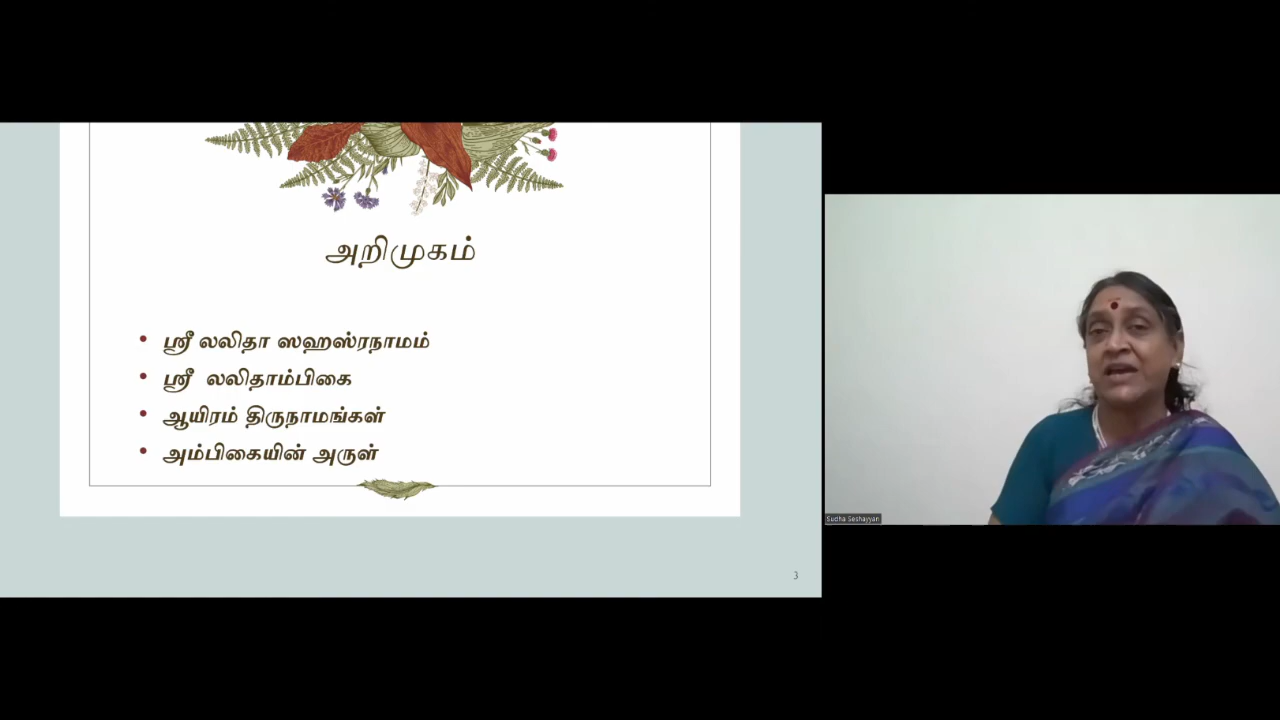 அறிமுகம்
• ஸ்ரீ லலிதா ஸஹஸ்ரநாமம்
• ஸ்ரீ லலிதாம்பிகை
• ஆயிரம் திருநாமங்கள்
• அம்பிகையின் அருள்
3
Sudha Seshayyan